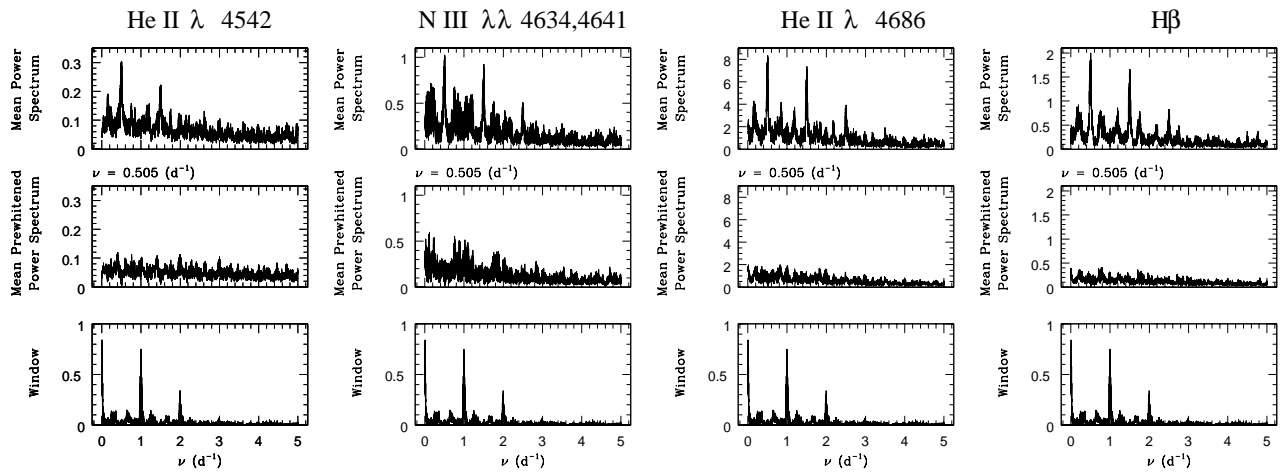 He II λ 4542
N III λλ 4634,4641
He II λ 4686
Hβ
Mean Power
Spectrum
0.3
0.2
0.1
0
Mean Power
Spectrum
1
0.5
0
Mean Power
Spectrum
8
6
4
2
0
Mean Power
Spectrum
2
1.5
1
0.5
0
ν = 0.505 (d⁻¹)
ν = 0.505 (d⁻¹)
ν = 0.505 (d⁻¹)
ν = 0.505 (d⁻¹)
Mean Prewhitened
Power Spectrum
0.3
0.2
0.1
0
Mean Prewhitened
Power Spectrum
1
0.5
0
Mean Prewhitened
Power Spectrum
8
6
4
2
0
Mean Prewhitened
Power Spectrum
2
1.5
1
0.5
0
Window
1
0.5
0
Window
1
0.5
0
Window
1
0.5
0
Window
1
0.5
0
0 1 2 3 4 5
0 1 2 3 4 5
0 1 2 3 4 5
0 1 2 3 4 5
ν (d⁻¹)
ν (d⁻¹)
ν (d⁻¹)
ν (d⁻¹)